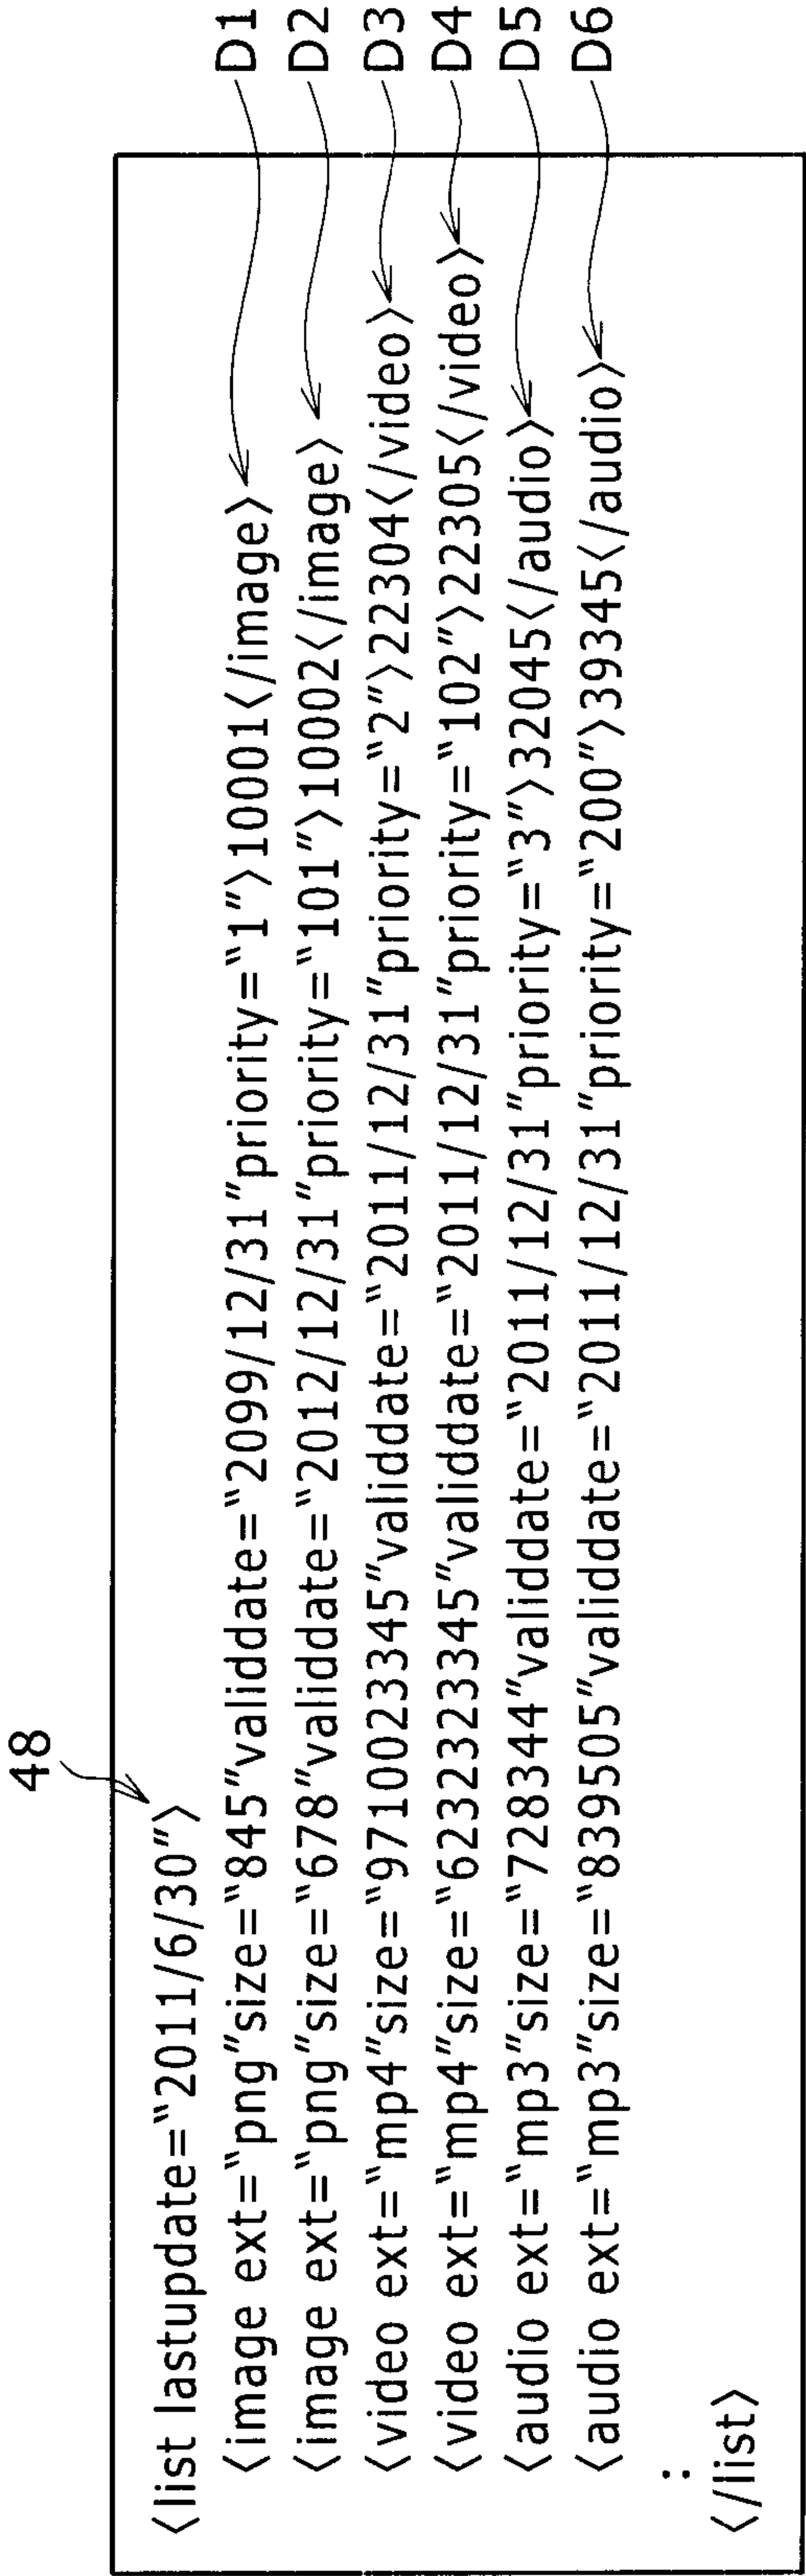 48
<list lastupdate="2011/6/30">
<image ext="png"size="845"validdate="2099/12/31"priority="1">10001</image> D1
<image ext="png"size="678"validdate="2012/12/31"priority="101">10002</image> D2
<video ext="mp4"size="9710023345"validdate="2011/12/31"priority="2">22304</video> D3
<video ext="mp4"size="6232323345"validdate="2011/12/31"priority="102">22305</video> D4
<audio ext="mp3"size="728344"validdate="2011/12/31"priority="3">32045</audio> D5
<audio ext="mp3"size="839505"validdate="2011/12/31"priority="200">39345</audio> D6
:
</list>